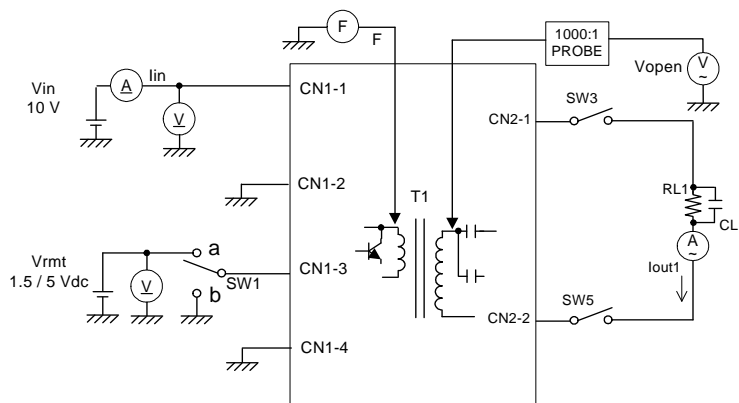 F
F
1000:1
PROBE
Vopen
V
~
Vin
10 V
A
Iin
V
CN1-1
CN2-1
SW3
CN1-2
T1
RL1
CL
A
~
Iout1
Vrmt
1.5 / 5 Vdc
V
a
SW1
b
CN1-3
CN2-2
SW5
CN1-4